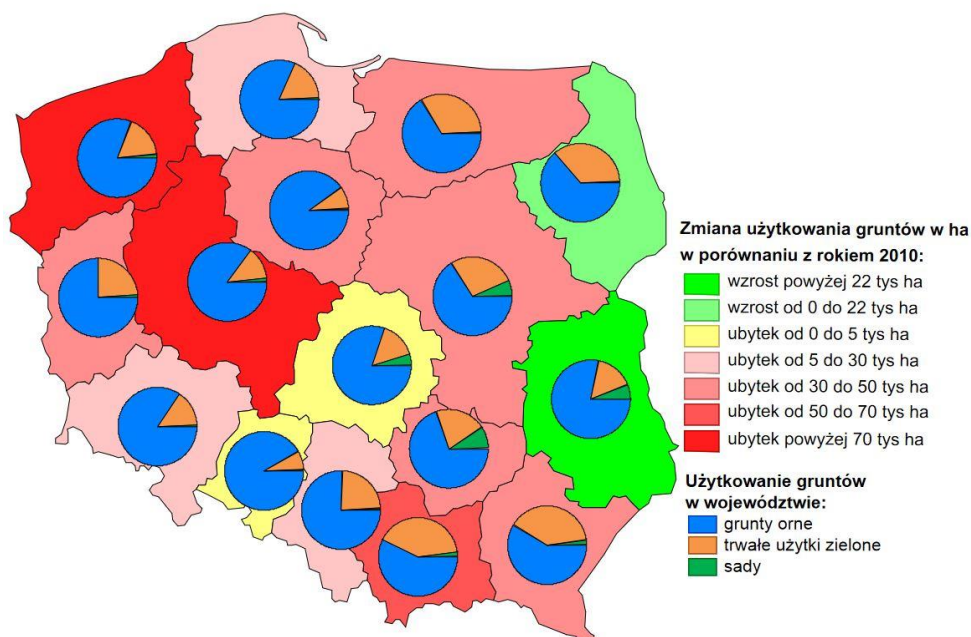 Zmiana użytkowania gruntów w ha
w porównaniu z rokiem 2010:
wzrost powyżej 22 tys ha
wzrost od 0 do 22 tys ha
ubytek od 0 do 5 tys ha
ubytek od 5 do 30 tys ha
ubytek od 30 do 50 tys ha
ubytek od 50 do 70 tys ha
ubytek powyżej 70 tys ha
Użytkowanie gruntów
w województwie:
grunty orne
trwałe użytki zielone
sady